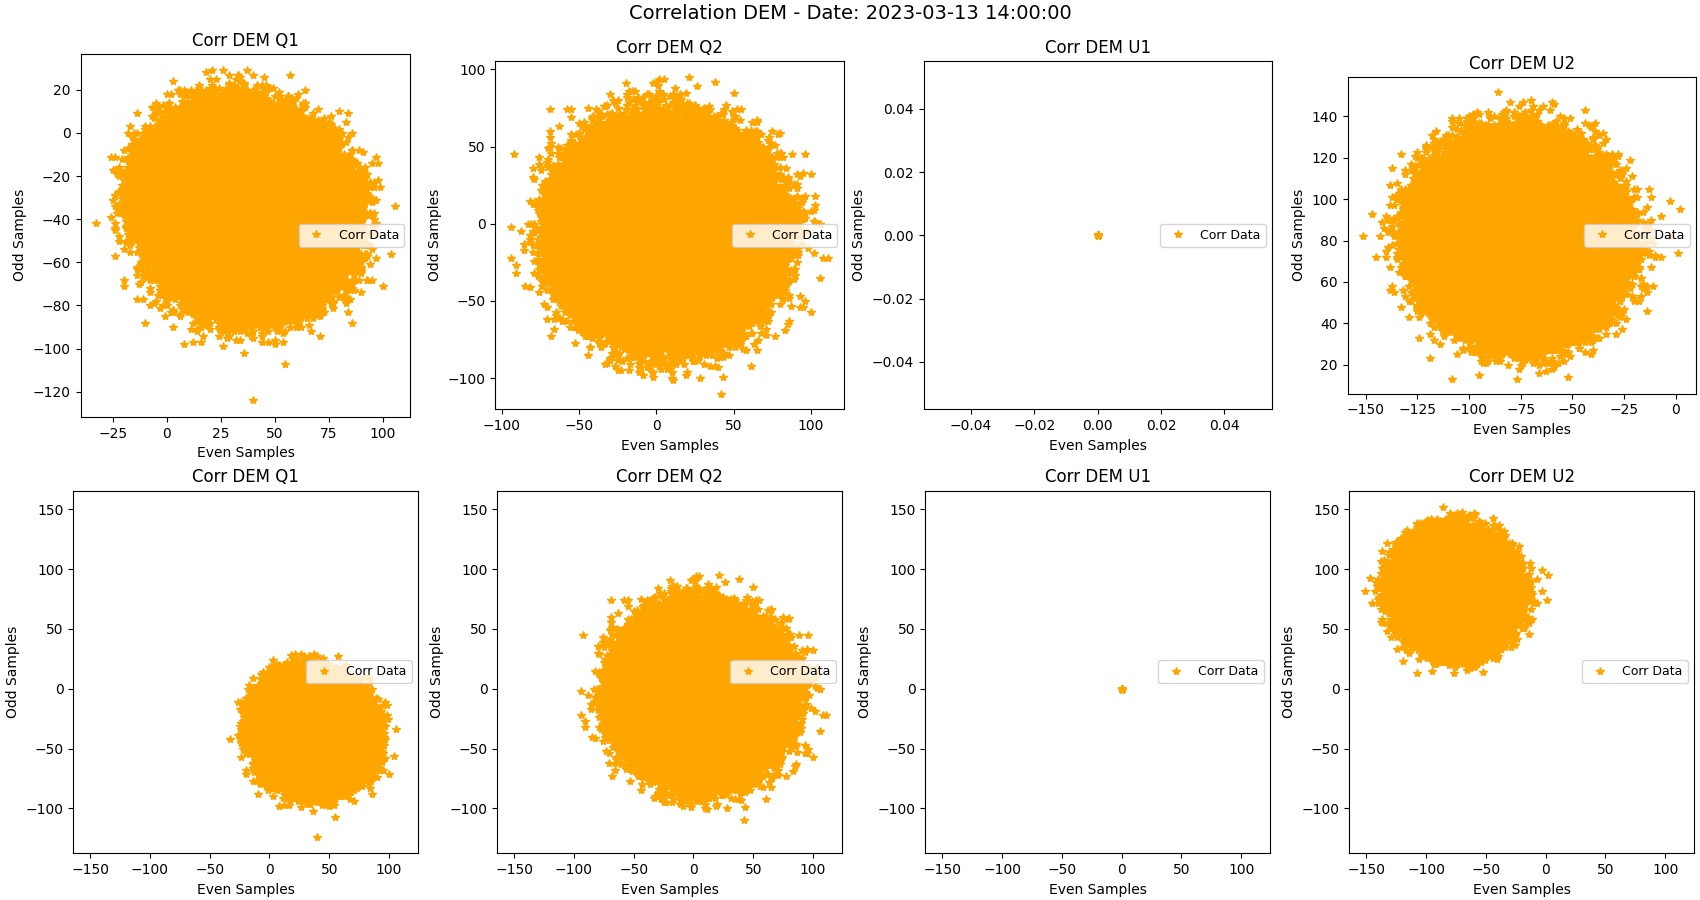 Correlation DEM - Date: 2023-03-13 14:00:00
Corr DEM Q1
Corr DEM Q2
Corr DEM U1
Corr DEM U2
20
0
−20
−40
−60
−80
−100
−120
Odd Samples
Corr Data
−25
0
25
50
75
100
Even Samples
100
50
0
−50
−100
Odd Samples
Corr Data
−100
−50
0
50
100
Even Samples
0.04
0.02
0.00
−0.02
−0.04
Odd Samples
Corr Data
−0.04
−0.02
0.00
0.02
0.04
Even Samples
140
120
100
80
60
40
20
Odd Samples
Corr Data
−150
−125
−100
−75
−50
−25
0
Even Samples
Corr DEM Q1
Corr DEM Q2
Corr DEM U1
Corr DEM U2
150
100
50
0
−50
−100
Odd Samples
Corr Data
−150
−100
−50
0
50
100
Even Samples
150
100
50
0
−50
−100
Odd Samples
Corr Data
−150
−100
−50
0
50
100
Even Samples
150
100
50
0
−50
−100
Odd Samples
Corr Data
−150
−100
−50
0
50
100
Even Samples
150
100
50
0
−50
−100
Odd Samples
Corr Data
−150
−100
−50
0
50
100
Even Samples